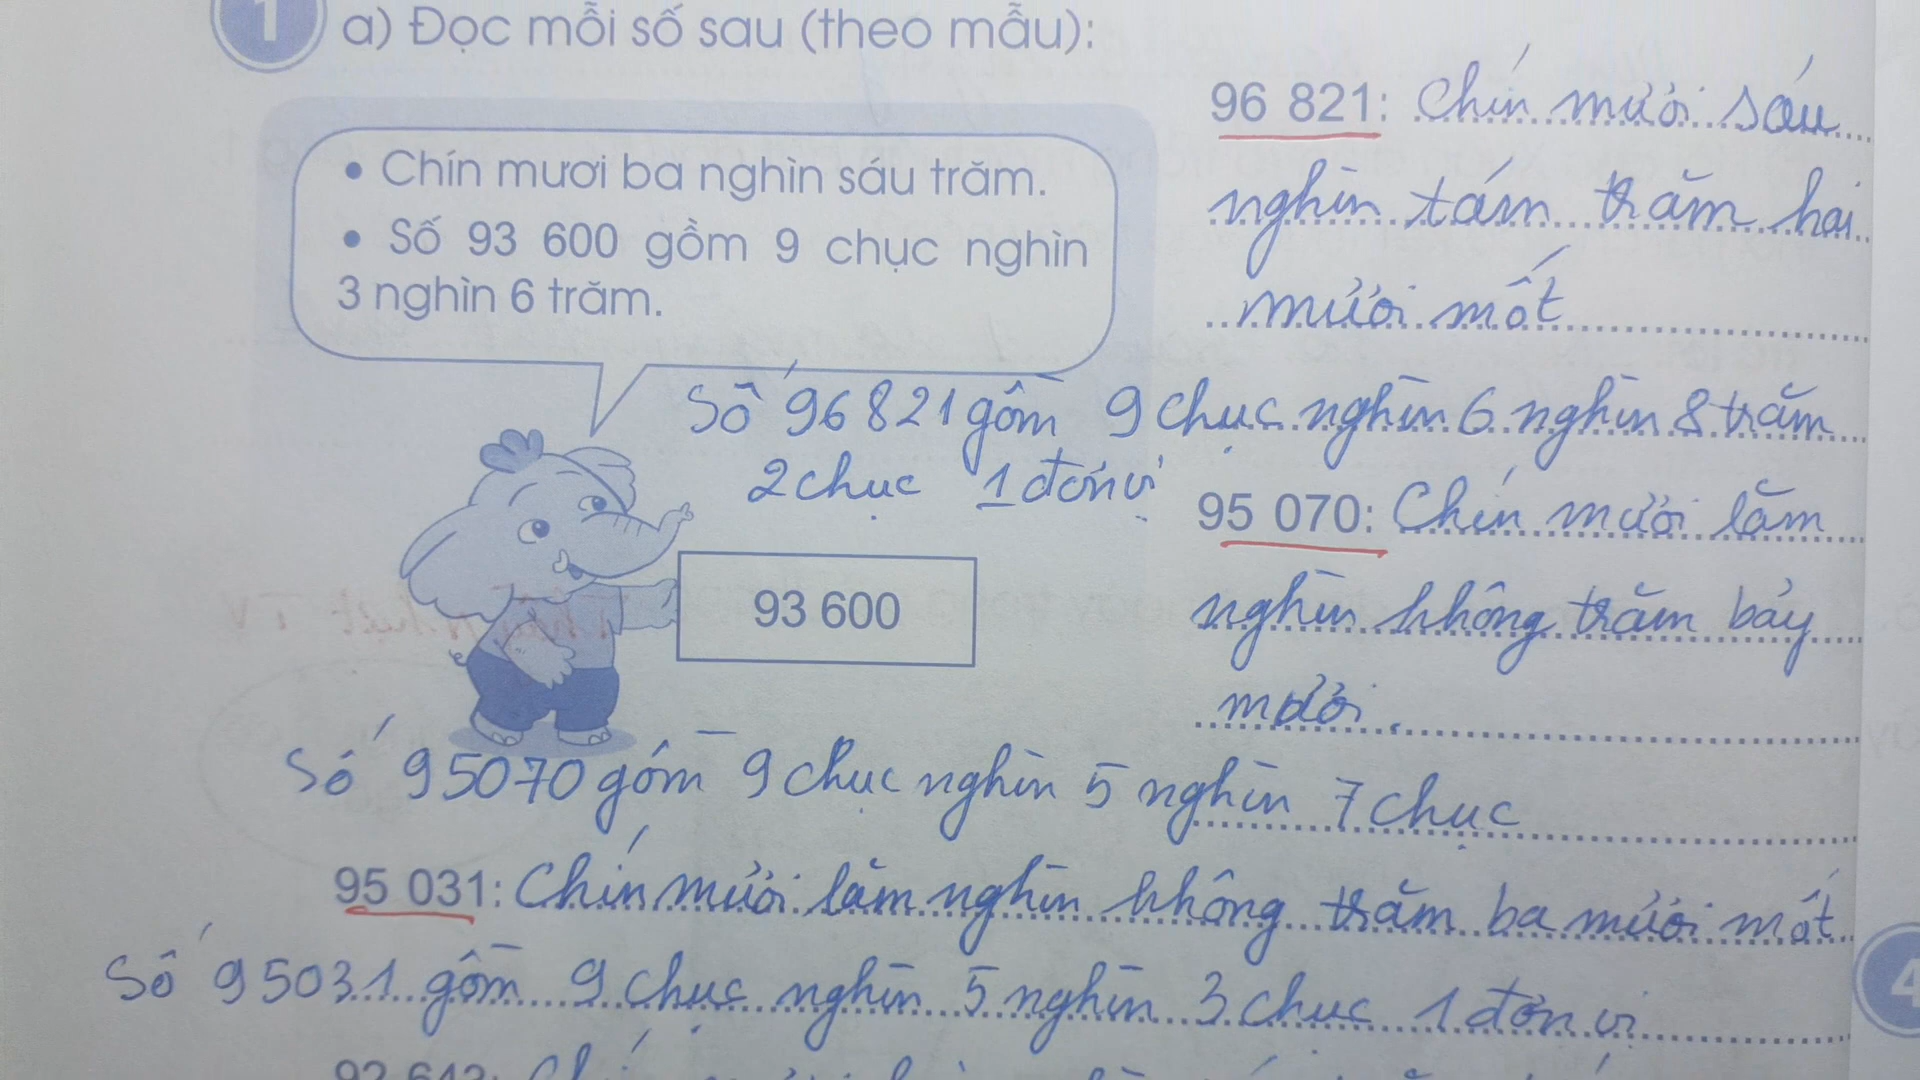 1
a) Đọc mỗi số sau (theo mẫu):
• Chín mươi ba nghìn sáu trăm.
• Số 93 600 gồm 9 chục nghìn
3 nghìn 6 trăm.
93 600
96 821: Chín mươi sáu
nghìn tám trăm hai
mươi mốt
Số 96821 gồm 9 chục nghìn 6 nghìn 8 trăm
2 chục 1 đơn vị
95 070: Chín mươi lăm
nghìn không trăm bảy
mươi.
Số 95070 gồm 9 chục nghìn 5 nghìn 7 chục
95 031: Chín mươi lăm nghìn không trăm ba mươi mốt
Số 95031 gồm 9 chục nghìn 5 nghìn 3 chục 1 đơn vị
4